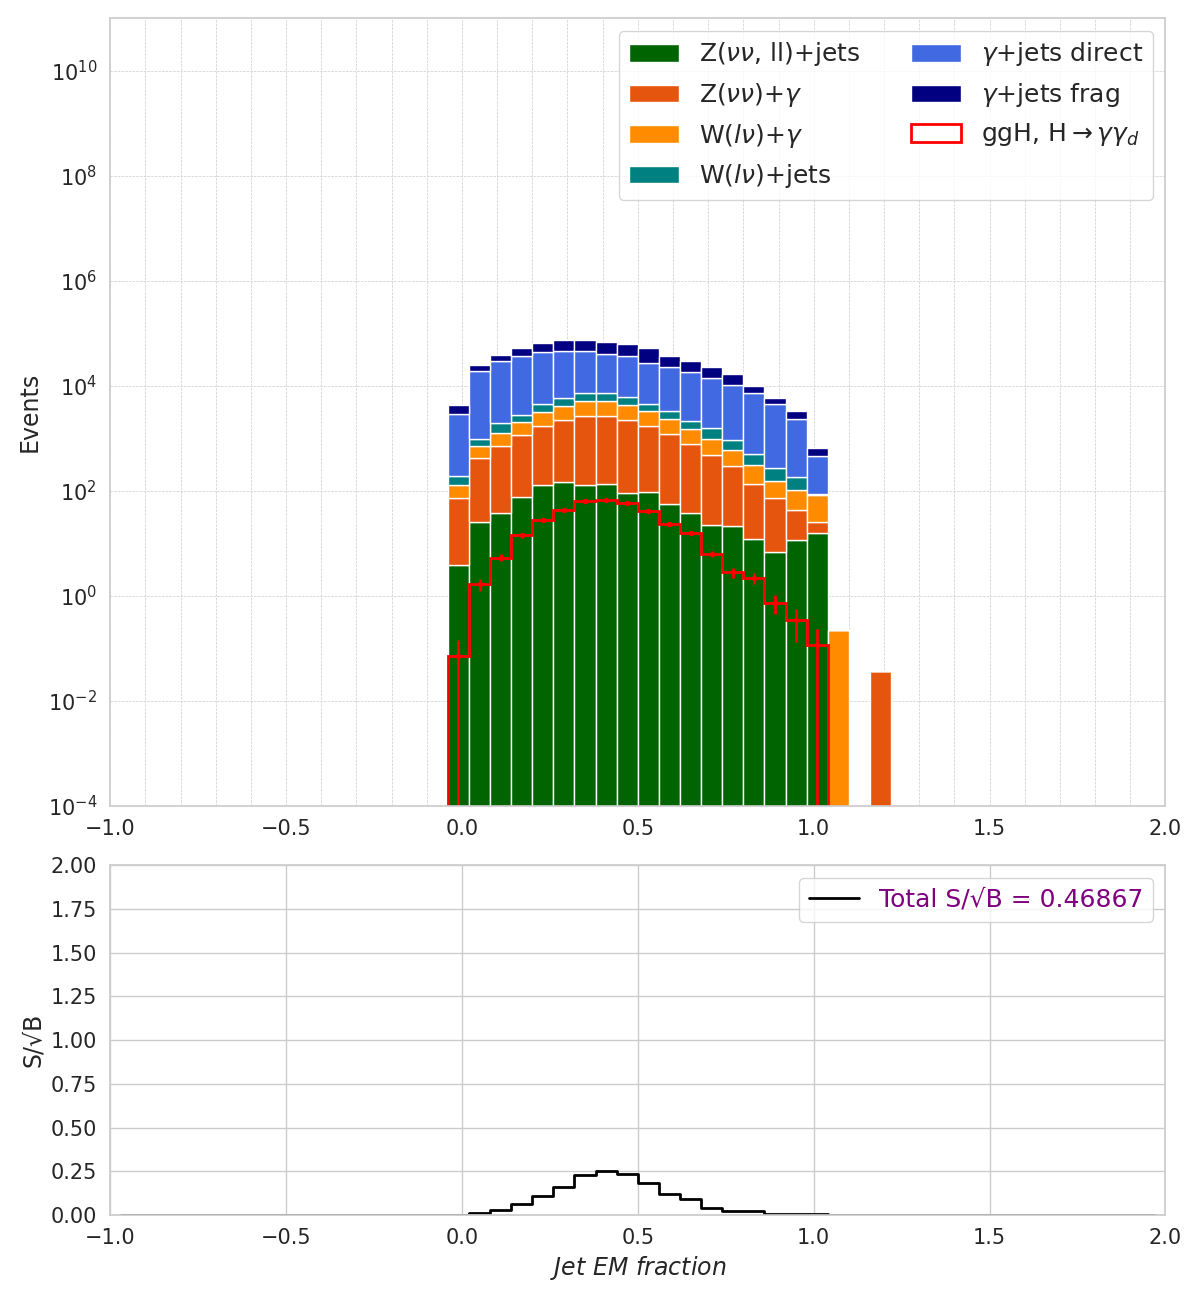 Z(νν, ll)+jets
Z(νν)+γ
W(lν)+γ
W(lν)+jets
γ+jets direct
γ+jets frag
ggH, H→γγ_d
Events
10^10
10^8
10^6
10^4
10^2
10^0
10^−2
10^−4
−1.0 −0.5 0.0 0.5 1.0 1.5 2.0
Total S/√B = 0.46867
S/√B
2.00
1.75
1.50
1.25
1.00
0.75
0.50
0.25
0.00
−1.0 −0.5 0.0 0.5 1.0 1.5 2.0
Jet EM fraction